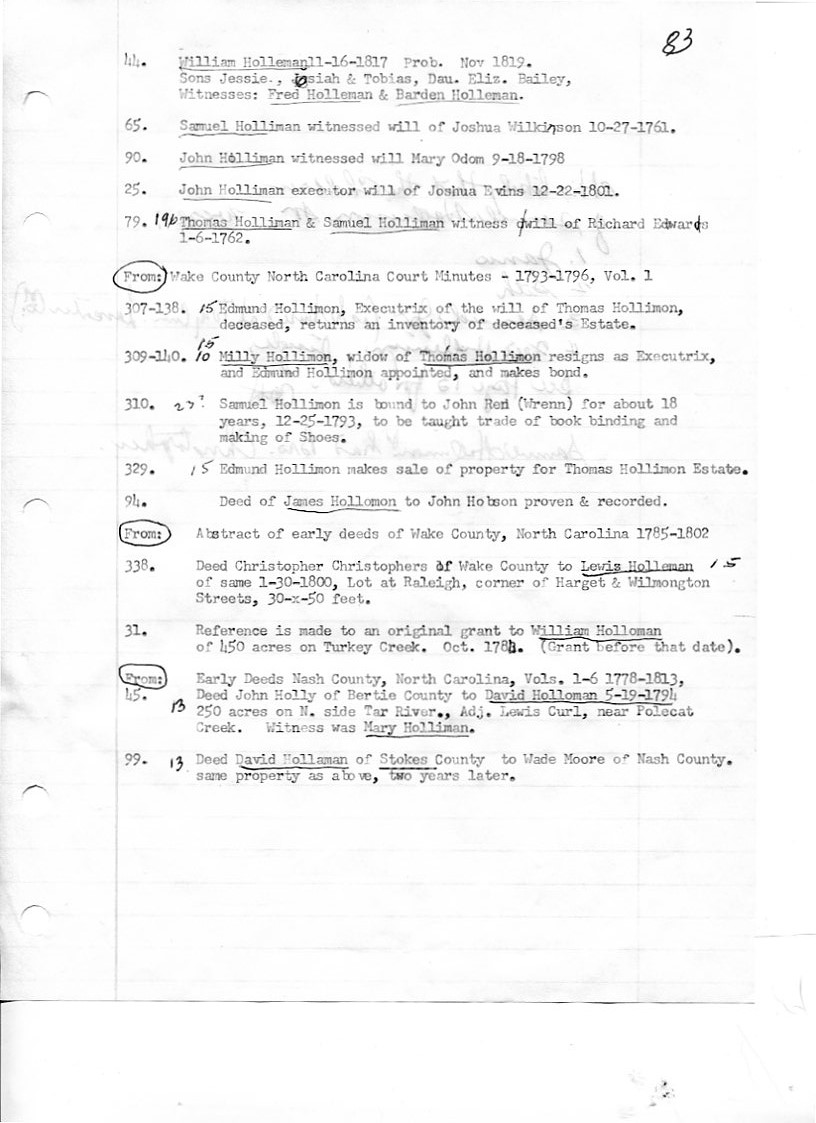 83
44. William Holleman 11-16-1817 Prob. Nov 1819.
Sons Jessie., Josiah & Tobias, Dau. Eliz. Bailey,
Witnesses: Fred Holleman & Barden Holleman.
65. Samuel Holliman witnessed will of Joshua Wilkinson 10-27-1761.
90. John Holliman witnessed will Mary Odom 9-18-1798
25. John Holliman executor will of Joshua Evins 12-22-1801.
79. 196 Thomas Holliman & Samuel Holliman witness will of Richard Edwards
1-6-1762.
From: Wake County North Carolina Court Minutes - 1793-1796, Vol. 1
307-138. 15 Edmund Hollimon, Executrix of the will of Thomas Hollimon,
deceased, returns an inventory of deceased's Estate.
15
309-140. 10 Milly Hollimon, widow of Thomas Hollimon resigns as Executrix,
and Edmund Hollimon appointed, and makes bond.
310. 27? Samuel Hollimon is bound to John Ren (Wrenn) for about 18
years, 12-25-1793, to be taught trade of book binding and
making of Shoes.
329. 15 Edmund Hollimon makes sale of property for Thomas Hollimon Estate.
94. Deed of James Hollomon to John Hobson proven & recorded.
From: Abstract of early deeds of Wake County, North Carolina 1785-1802
338. Deed Christopher Christophers of Wake County to Lewis Holleman 15
of same 1-30-1800, Lot at Raleigh, corner of Harget & Wilmongton
Streets, 30-x-50 feet.
31. Reference is made to an original grant to William Holloman
of 450 acres on Turkey Creek. Oct. 1784. (Grant before that date).
From: Early Deeds Nash County, North Carolina, Vols. 1-6 1778-1813,
45. Deed John Holly of Bertie County to David Holloman 5-19-1794
13 250 acres on N. side Tar River., Adj. Lewis Curl, near Polecat
Creek. Witness was Mary Holliman.
99. 13 Deed David Hollaman of Stokes County to Wade Moore of Nash County.
same property as above, two years later.